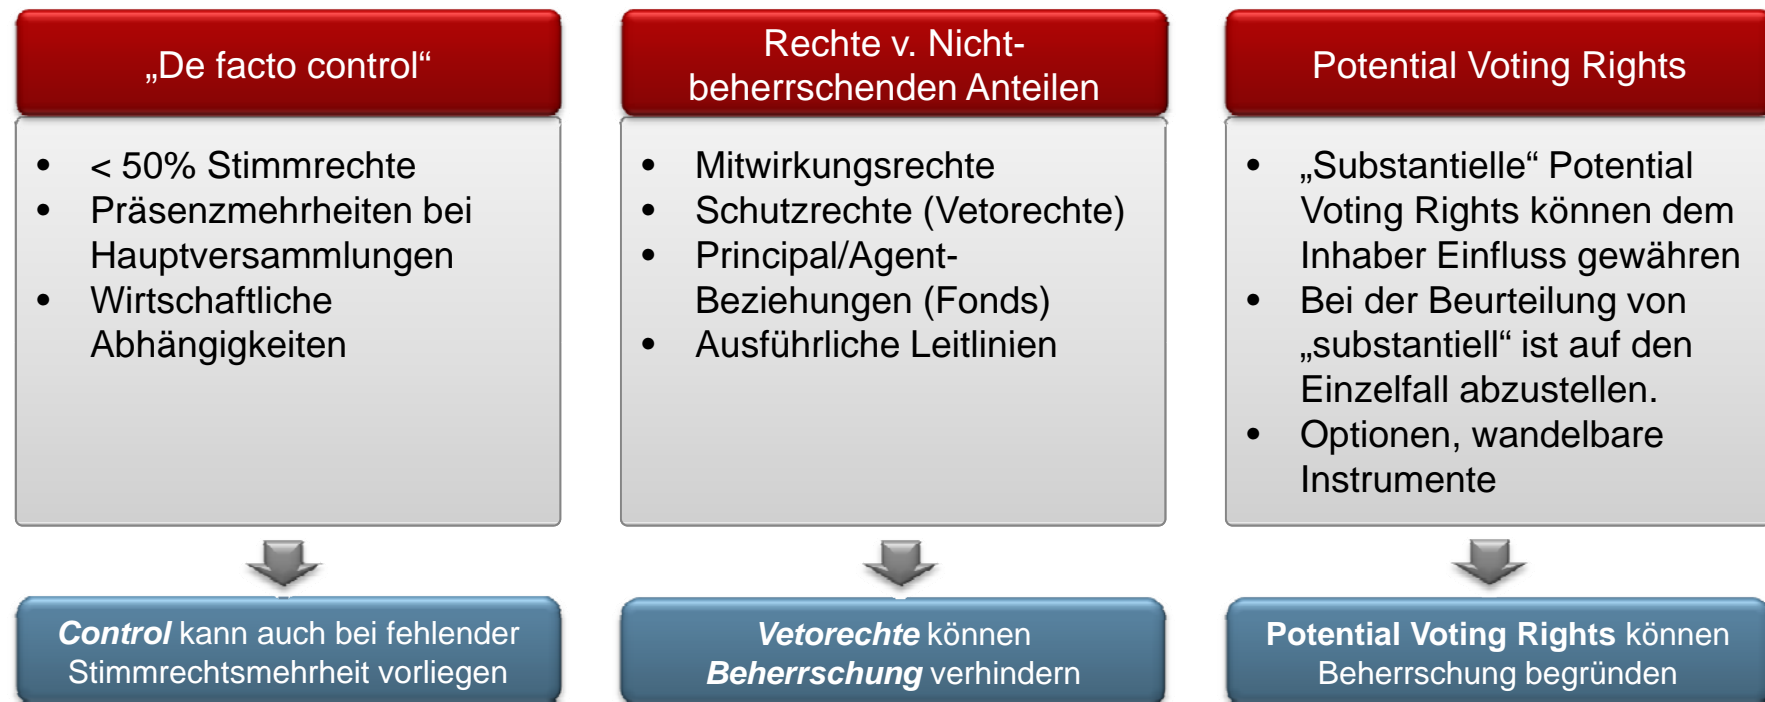 „De facto control“
• < 50% Stimmrechte
• Präsenzmehrheiten bei
Hauptversammlungen
• Wirtschaftliche
Abhängigkeiten
Control kann auch bei fehlender
Stimmrechtsmehrheit vorliegen
Rechte v. Nicht-
beherrschenden Anteilen
• Mitwirkungsrechte
• Schutzrechte (Vetorechte)
• Principal/Agent-
Beziehungen (Fonds)
• Ausführliche Leitlinien
Vetorechte können
Beherrschung verhindern
Potential Voting Rights
• „Substantielle“ Potential
Voting Rights können dem
Inhaber Einfluss gewähren
• Bei der Beurteilung von
„substantiell“ ist auf den
Einzelfall abzustellen.
• Optionen, wandelbare
Instrumente
Potential Voting Rights können
Beherrschung begründen